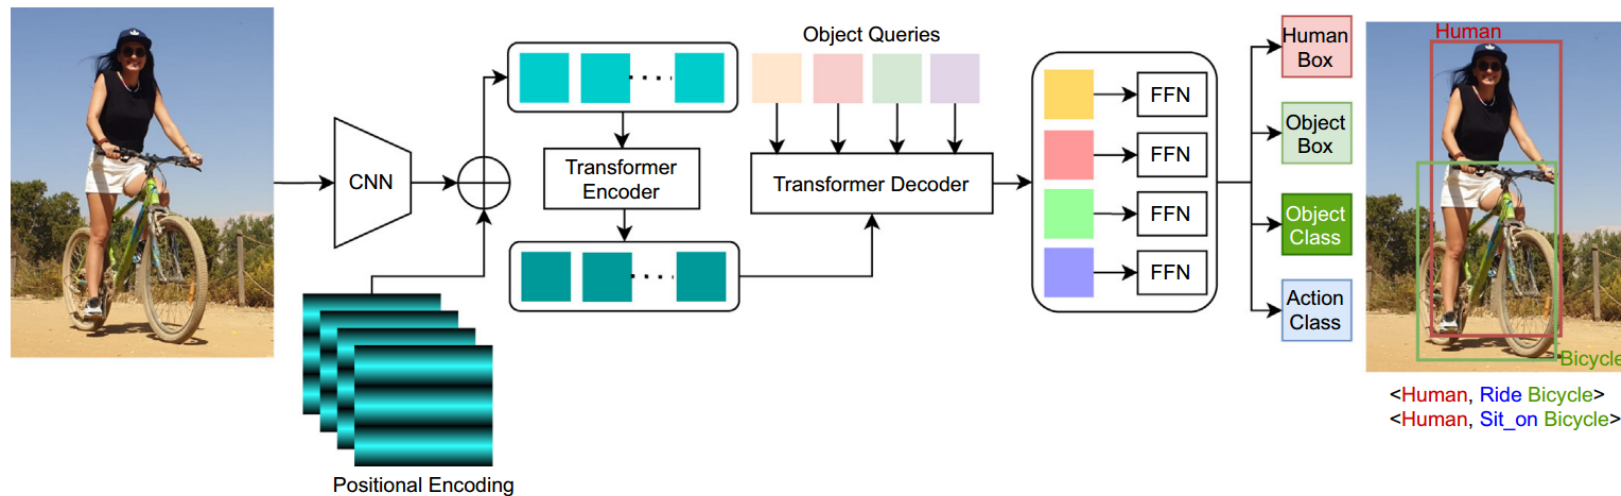 Object Queries
CNN
Transformer
Encoder
Transformer Decoder
FFN
FFN
FFN
FFN
Human
Box
Object
Box
Object
Class
Action
Class
Positional Encoding
Human
Bicycle
<Human, Ride Bicycle>
<Human, Sit_on Bicycle>